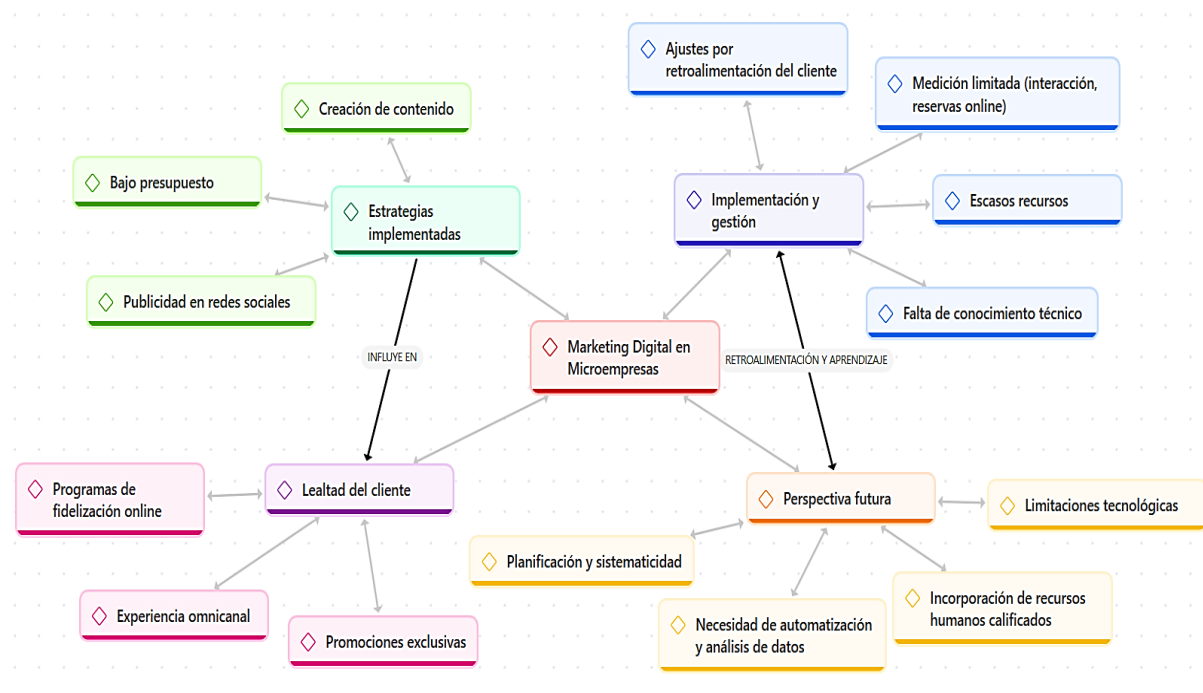 Ajustes por
retroalimentación del cliente
Medición limitada (interacción,
reservas online)
Creación de contenido
Bajo presupuesto
Estrategias
implementadas
Implementación y
gestión
Escasos recursos
Publicidad en redes sociales
Falta de conocimiento técnico
Marketing Digital en
Microempresas
INFLUYE EN
RETROALIMENTACIÓN Y APRENDIZAJE
Programas de
fidelización online
Lealtad del cliente
Perspectiva futura
Limitaciones tecnológicas
Planificación y sistematicidad
Experiencia omnicanal
Promociones exclusivas
Necesidad de automatización
y análisis de datos
Incorporación de recursos
humanos calificados